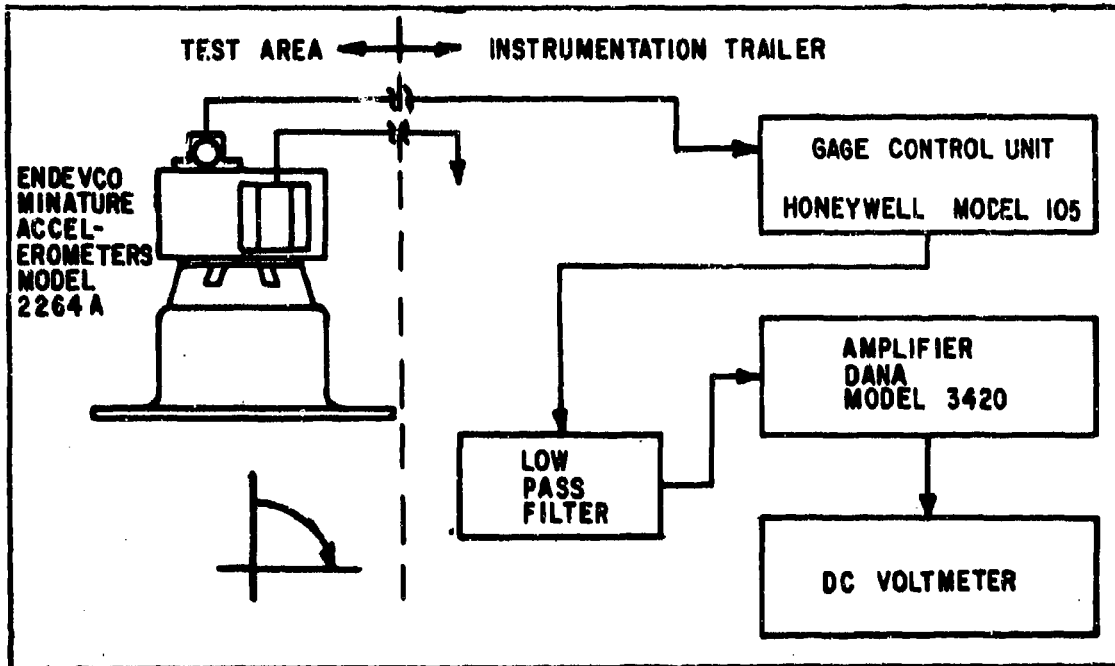 TEST AREA
INSTRUMENTATION TRAILER
ENDEVCO
MINATURE
ACCEL-
EROMETERS
MODEL
2264A
GAGE CONTROL UNIT
HONEYWELL MODEL 105
AMPLIFIER
DANA
MODEL 3420
LOW
PASS
FILTER
DC VOLTMETER